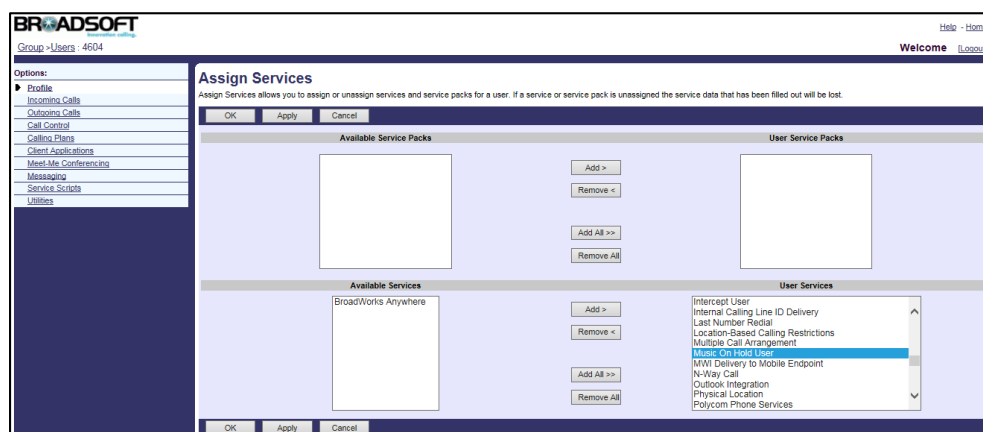 BROADSOFT
innovation calling.
Help - Hom
Group >Users : 4604
Welcome [Logou
Options:
Profile
Incoming Calls
Outgoing Calls
Call Control
Calling Plans
Client Applications
Meet-Me Conferencing
Messaging
Service Scripts
Utilities
Assign Services
Assign Services allows you to assign or unassign services and service packs for a user. If a service or service pack is unassigned the service data that has been filled out will be lost.
OK Apply Cancel
Available Service Packs User Service Packs
Add >
Remove <
Add All >>
Remove All
Available Services User Services
BroadWorks Anywhere
Add >
Remove <
Add All >>
Remove All
Intercept User
Internal Calling Line ID Delivery
Last Number Redial
Location-Based Calling Restrictions
Multiple Call Arrangement
Music On Hold User
MWI Delivery to Mobile Endpoint
N-Way Call
Outlook Integration
Physical Location
Polycom Phone Services
OK Apply Cancel